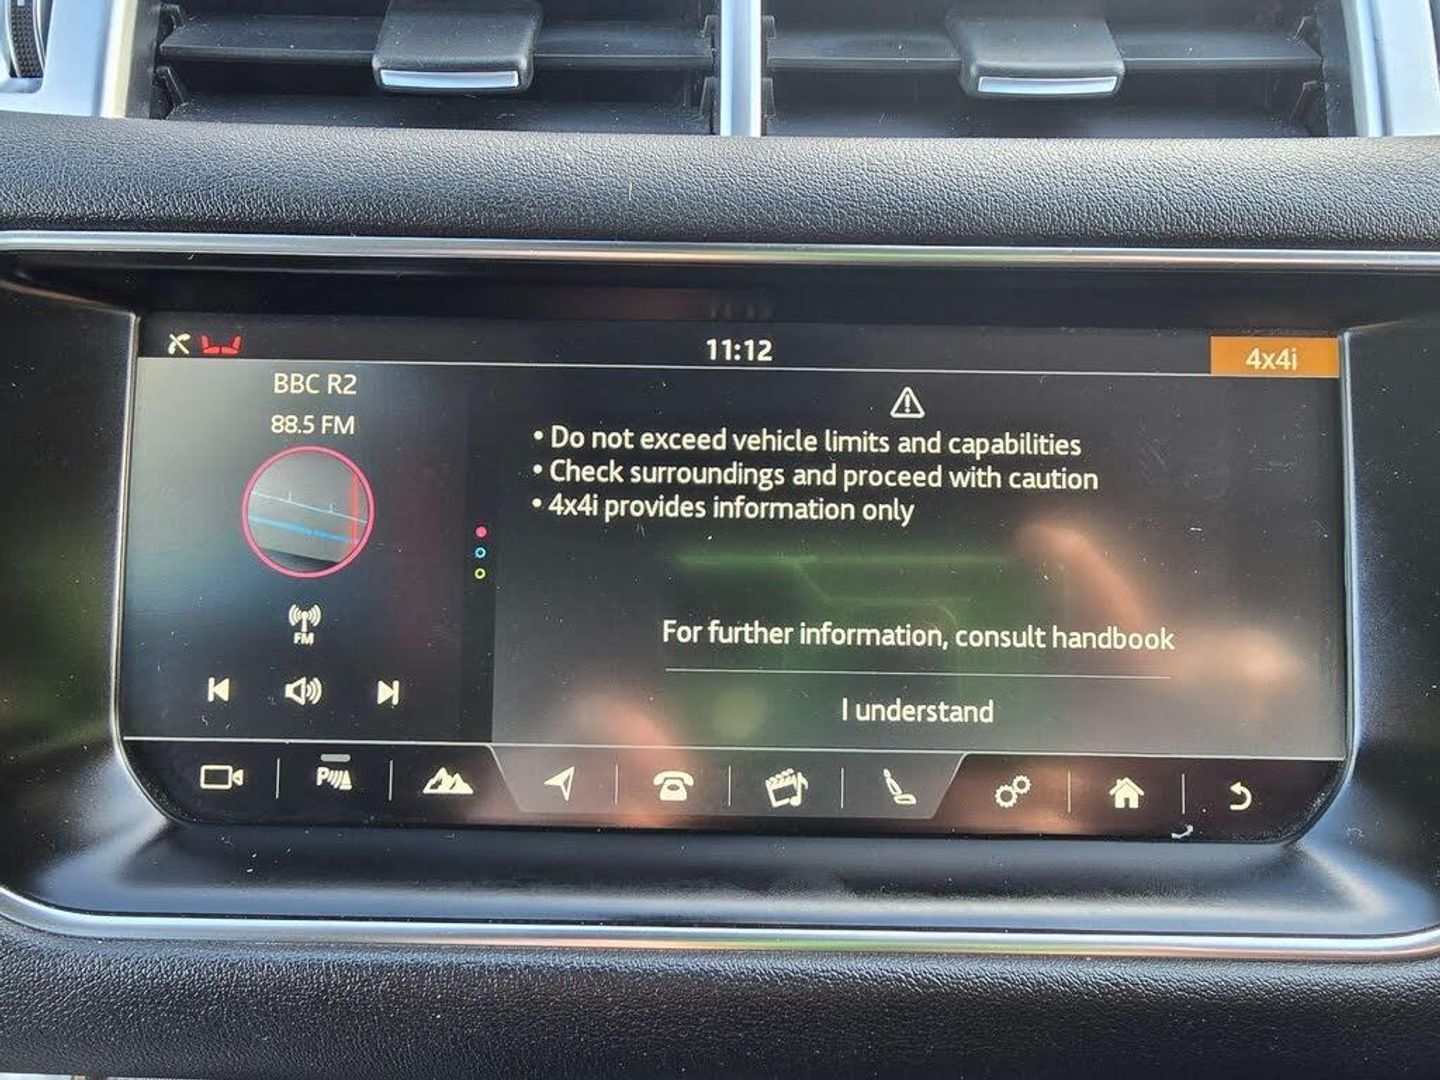 11:12
4x4i
BBC R2
88.5 FM
• Do not exceed vehicle limits and capabilities
• Check surroundings and proceed with caution
• 4x4i provides information only
FM
For further information, consult handbook
I understand
P